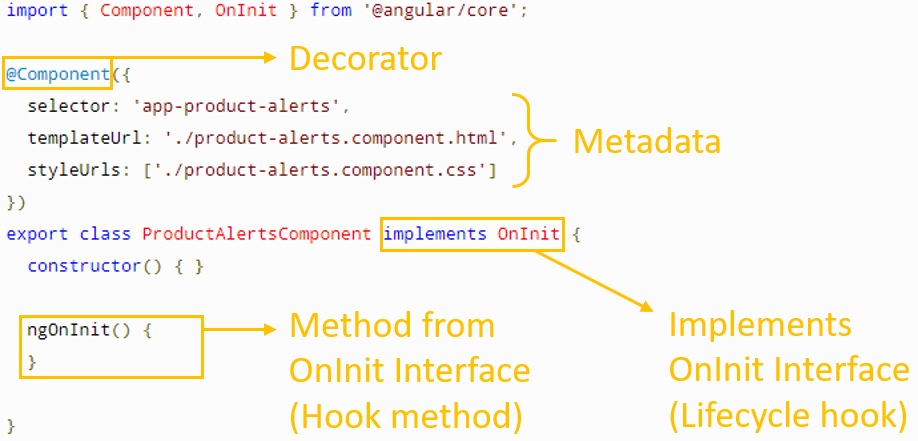 import { Component, OnInit } from '@angular/core';
Decorator
@Component({
selector: 'app-product-alerts',
templateUrl: './product-alerts.component.html',
styleUrls: ['./product-alerts.component.css']
Metadata
})
export class ProductAlertsComponent implements OnInit {
constructor() { }
ngOnInit() {
}
Method from
OnInit Interface
(Hook method)
Implements
OnInit Interface
(Lifecycle hook)
}